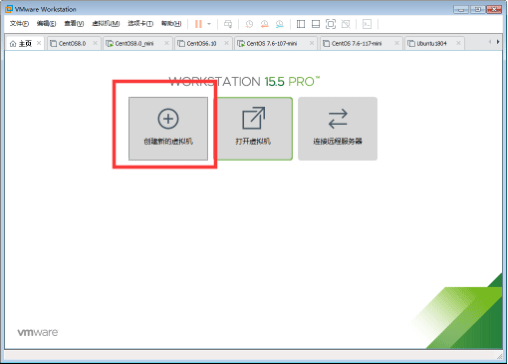 VMware Workstation
文件(F) 编辑(E) 查看(V) 虚拟机(M) 选项卡(T) 帮助(H)
主页 CentOS8.0 CentOS8.0_mini CentOS6.10 CentOS 7.6-107-mini CentOS 7.6-117-mini Ubuntu1804
WORKSTATION 15.5 PRO™
创建新的虚拟机 打开虚拟机 连接远程服务器
vmware